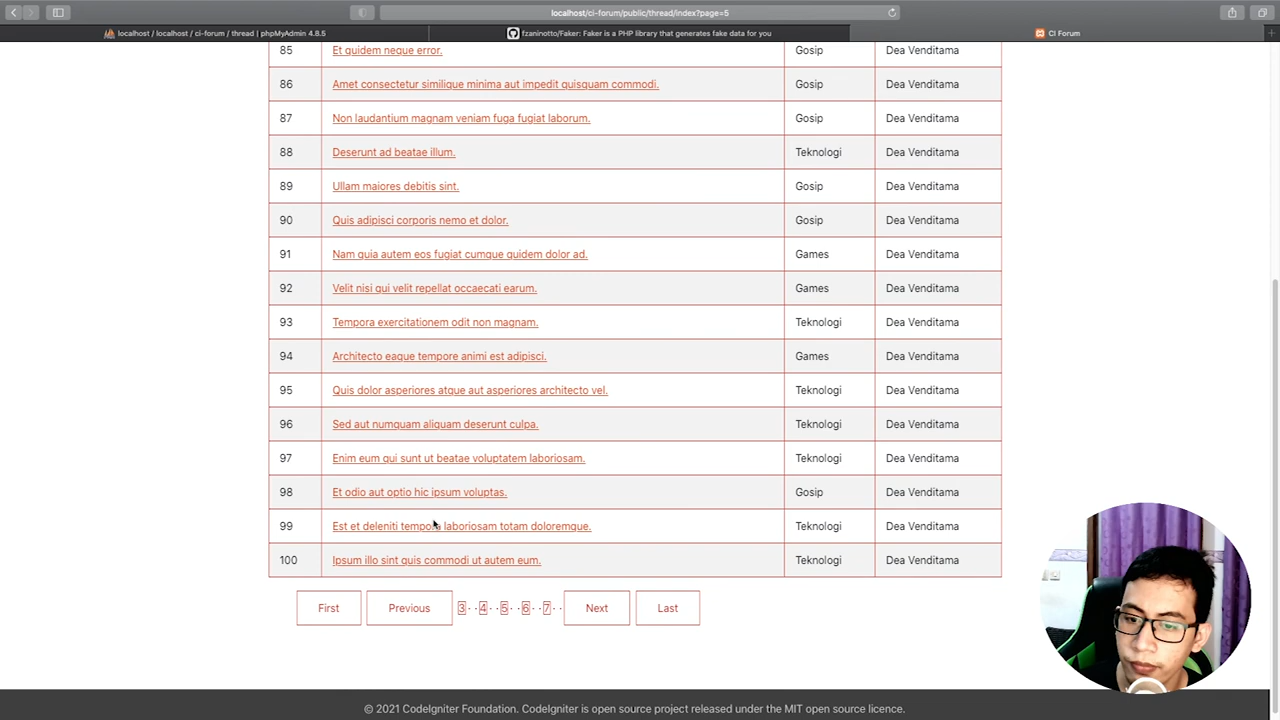 localhost/ci-forum/public/thread/index?page=5
localhost / localhost / ci-forum / thread | phpMyAdmin 4.8.5
fzaninotto/Faker: Faker is a PHP library that generates fake data for you
CI Forum
85 Et quidem neque error. Gosip Dea Venditama
86 Amet consectetur similique minima aut impedit quisquam commodi. Gosip Dea Venditama
87 Non laudantium magnam veniam fuga fugiat laborum. Gosip Dea Venditama
88 Deserunt ad beatae illum. Teknologi Dea Venditama
89 Ullam maiores debitis sint. Gosip Dea Venditama
90 Quis adipisci corporis nemo et dolor. Gosip Dea Venditama
91 Nam quia autem eos fugiat cumque quidem dolor ad. Games Dea Venditama
92 Velit nisi qui velit repellat occaecati earum. Games Dea Venditama
93 Tempora exercitationem odit non magnam. Teknologi Dea Venditama
94 Architecto eaque tempore animi est adipisci. Games Dea Venditama
95 Quis dolor asperiores atque aut asperiores architecto vel. Teknologi Dea Venditama
96 Sed aut numquam aliquam deserunt culpa. Teknologi Dea Venditama
97 Enim eum qui sunt ut beatae voluptatem laboriosam. Teknologi Dea Venditama
98 Et odio aut optio hic ipsum voluptas. Gosip Dea Venditama
99 Est et deleniti tempora laboriosam totam doloremque. Teknologi Dea Venditama
100 Ipsum illo sint quis commodi ut autem eum. Teknologi Dea Venditama
First Previous 3 4 5 6 7 Next Last
© 2021 CodeIgniter Foundation. CodeIgniter is open source project released under the MIT open source licence.